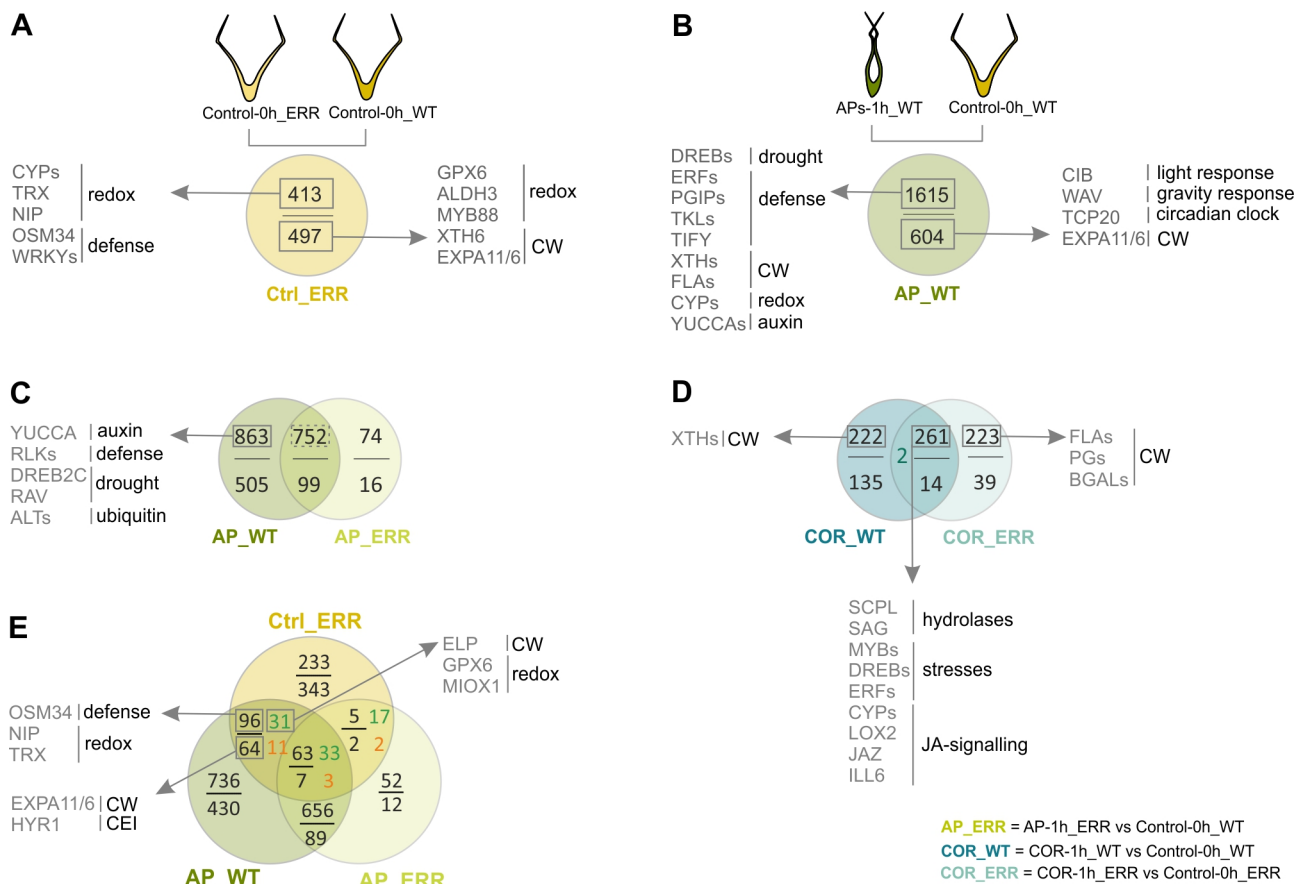 A
Control-0h_ERR Control-0h_WT
CYPs
TRX
NIP
redox
OSM34
WRKYs
defense
413
497
GPX6
ALDH3
MYB88
redox
XTH6
EXPA11/6
CW
Ctrl_ERR
B
APs-1h_WT Control-0h_WT
DREBs drought
ERFs
PGIPs
TKLs
TIFY
defense
XTHs
FLAs
CW
CYPs redox
YUCCAs auxin
1615
604
CIB light response
WAV gravity response
TCP20 circadian clock
EXPA11/6 CW
AP_WT
C
YUCCA auxin
RLKs defense
DREB2C
RAV
drought
ALTs ubiquitin
863 752 74
505 99 16
AP_WT AP_ERR
D
XTHs CW
222 261 223
2
135 14 39
FLAs
PGs
BGALs
CW
COR_WT COR_ERR
SCPL
SAG
hydrolases
MYBs
DREBs
ERFs
stresses
CYPs
LOX2
JAZ
ILL6
JA-signalling
E
Ctrl_ERR
233
343
ELP CW
GPX6
MIOX1
redox
OSM34 defense
NIP
TRX
redox
96 31
64 11
5 17
2 2
63 33
7 3
EXPA11/6 CW
HYR1 CEI
736
430
52
12
656
89
AP_WT AP_ERR
AP_ERR = AP-1h_ERR vs Control-0h_WT
COR_WT = COR-1h_WT vs Control-0h_WT
COR_ERR = COR-1h_ERR vs Control-0h_ERR